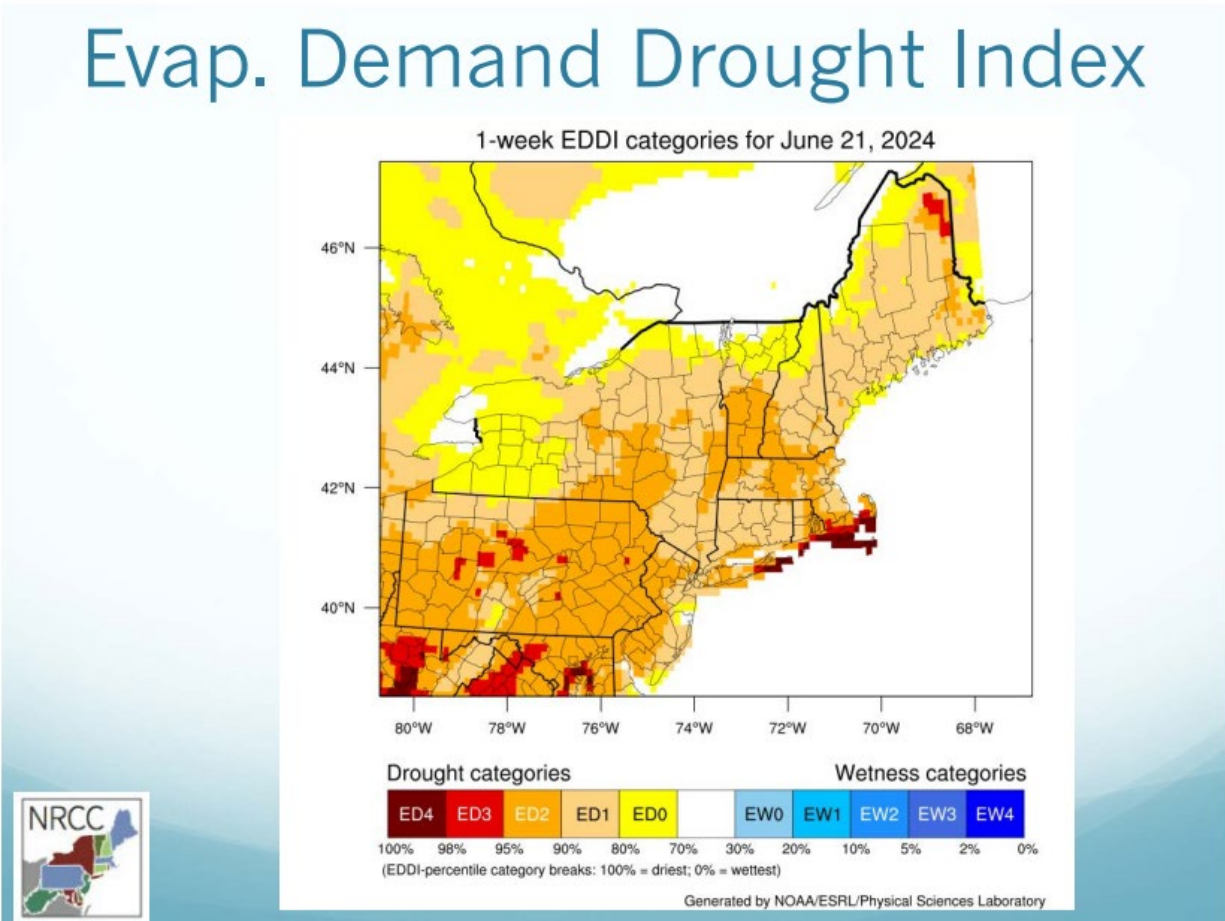 Evap. Demand Drought Index
1-week EDDI categories for June 21, 2024
46°N
44°N
42°N
40°N
80°W 78°W 76°W 74°W 72°W 70°W 68°W
Drought categories Wetness categories
ED4 ED3 ED2 ED1 ED0 EW0 EW1 EW2 EW3 EW4
100% 98% 95% 90% 80% 70% 30% 20% 10% 5% 2% 0%
(EDDI-percentile category breaks: 100% = driest; 0% = wettest)
Generated by NOAA/ESRL/Physical Sciences Laboratory
NRCC